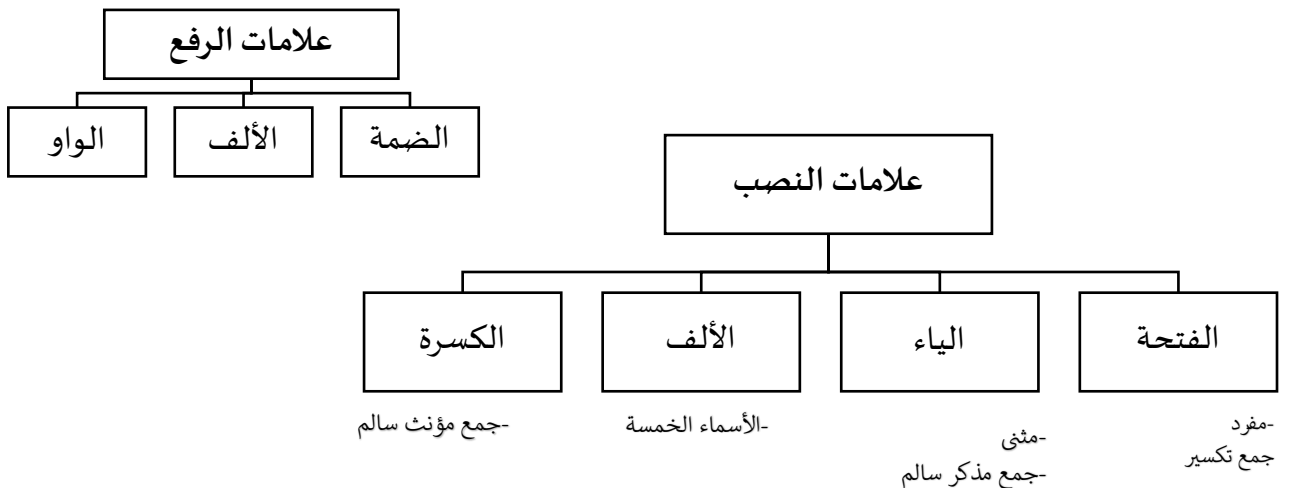 علامات الرفع
الضمة
الألف
الواو
علامات النصب
الفتحة
الياء
الألف
الكسرة
-مفرد
جمع تكسير
-مثنى
-جمع مذكر سالم
-الأسماء الخمسة
-جمع مؤنث سالم